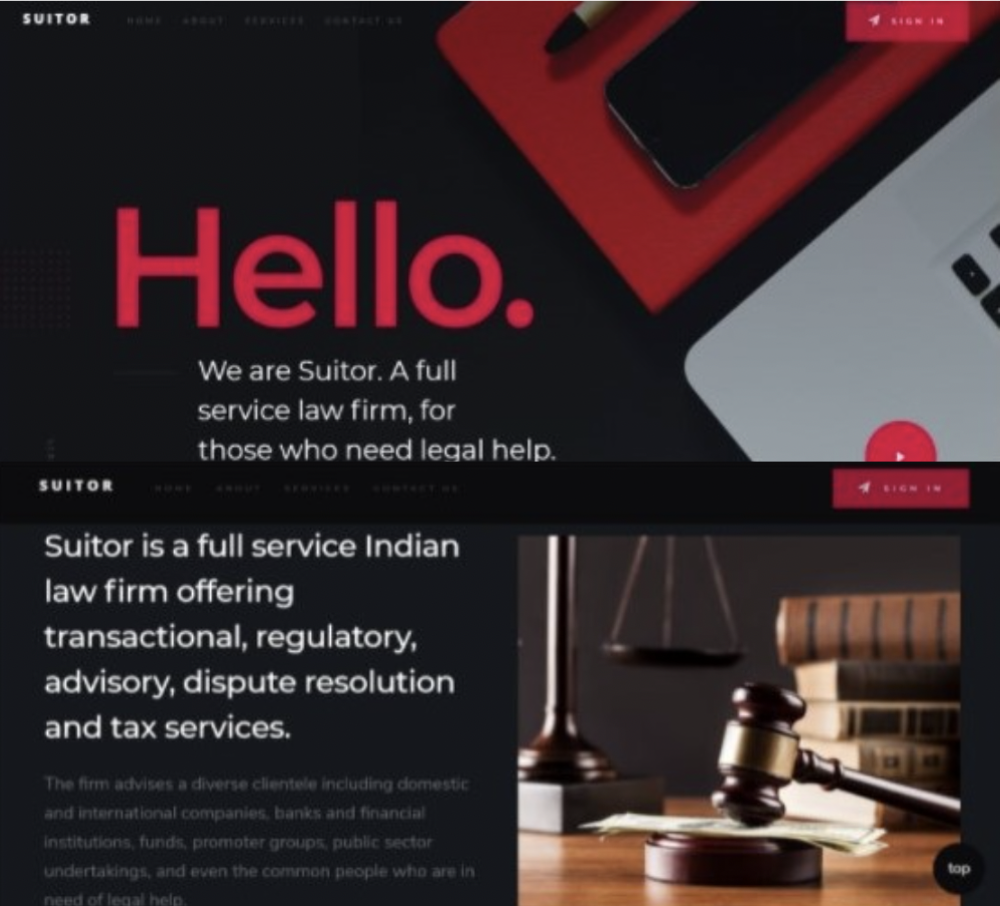 SUITOR HOME ABOUT SERVICES CONTACT US SIGN IN
Hello.
We are Suitor. A full
service law firm, for
those who need legal help.
SUITOR HOME ABOUT SERVICES CONTACT US SIGN IN
Suitor is a full service Indian
law firm offering
transactional, regulatory,
advisory, dispute resolution
and tax services.
The firm advises a diverse clientele including domestic
and international companies, banks and financial
institutions, funds, promoter groups, public sector
undertakings, and even the common people who are in
need of legal help.
top